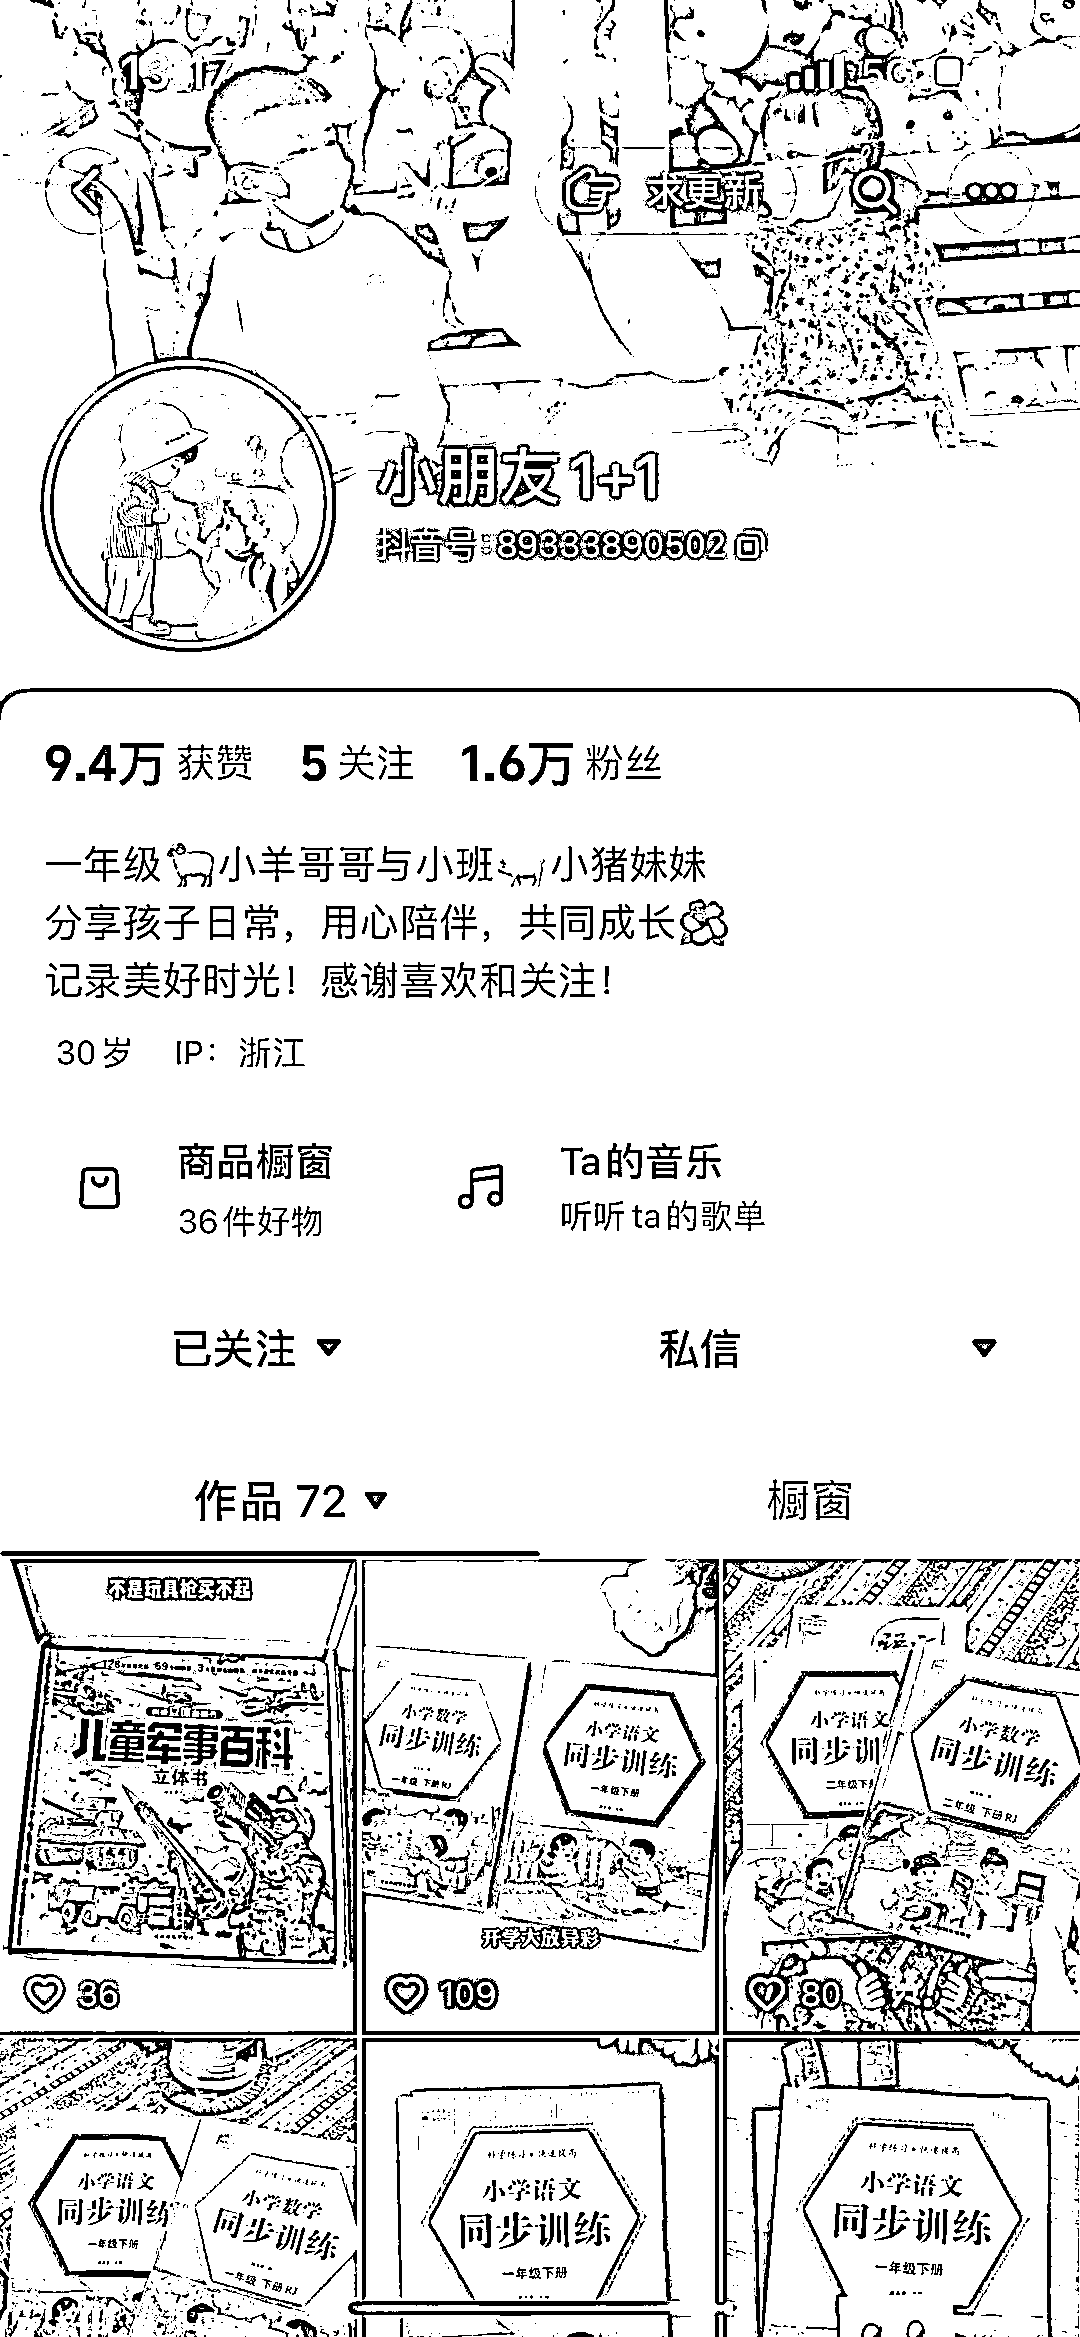 13:17
5G
求更新
小朋友1+1
抖音号:89333890502
9.4万 获赞 5 关注 1.6万 粉丝
一年级小羊哥哥与小班小猪妹妹
分享孩子日常，用心陪伴，共同成长
记录美好时光！感谢喜欢和关注！
30岁 IP：浙江
商品橱窗
36件好物
Ta的音乐
听听ta的歌单
已关注
私信
作品 72
橱窗
不是玩具枪买不起
儿童军事百科
立体书
36
小学数学
同步训练
一年级 下册RJ
小学语文
同步训练
一年级下册
开学大放异彩
109
小学语文
同步训
二年级下
小学数学
同步训练
二年级 下册RJ
80
小学语文
同步训练
一年级下册
小学数学
同步训练
一年级 下册RJ
小学语文
同步训练
一年级下册
小学语文
同步训练
一年级下册